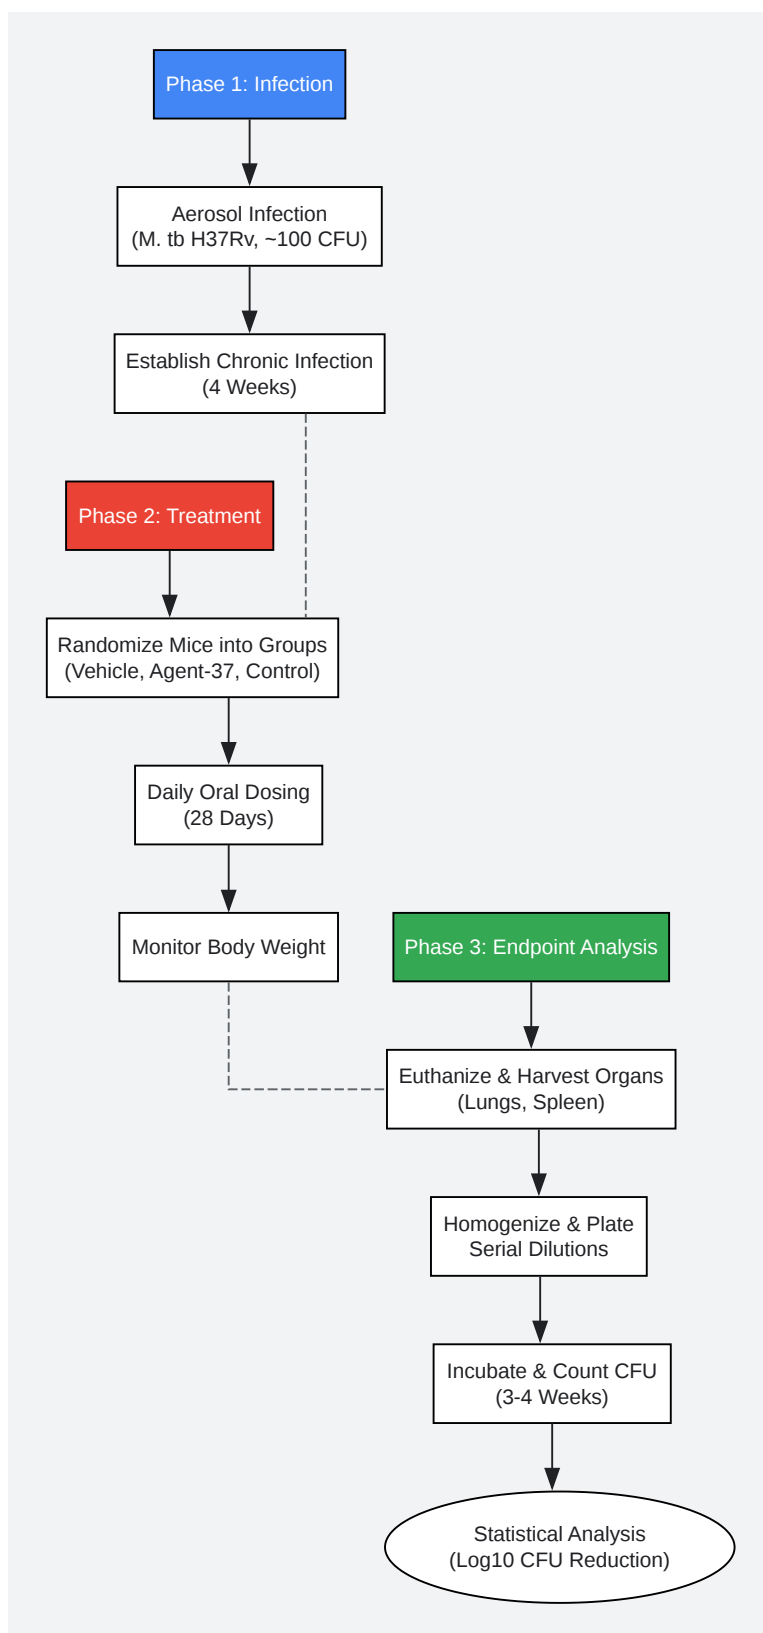 Phase 1: Infection
Aerosol Infection
(M. tb H37Rv, ~100 CFU)
Establish Chronic Infection
(4 Weeks)
Phase 2: Treatment
Randomize Mice into Groups
(Vehicle, Agent-37, Control)
Daily Oral Dosing
(28 Days)
Monitor Body Weight
Phase 3: Endpoint Analysis
Euthanize & Harvest Organs
(Lungs, Spleen)
Homogenize & Plate
Serial Dilutions
Incubate & Count CFU
(3-4 Weeks)
Statistical Analysis
(Log10 CFU Reduction)